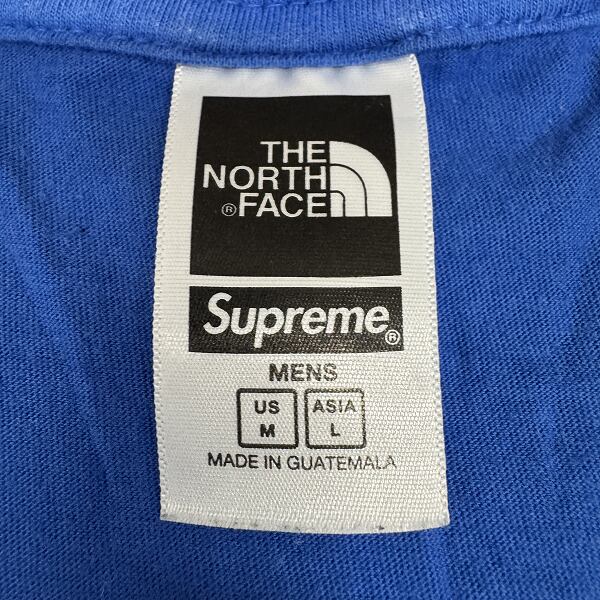 THE
NORTH
® FACE
Supreme®
MENS
US ASIA
M L
MADE IN GUATEMALA